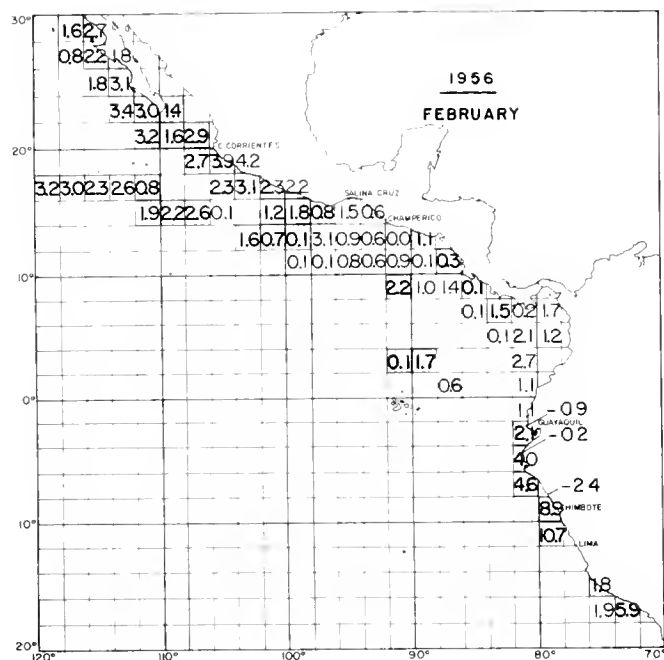 30°
1.6 2.7
0.8 2.2 1.8
1.8 3.1
1956
3.4 3.0 1.4
FEBRUARY
3.2 1.6 2.9
C. CORRIENTES
20°
2.7 3.9 4.2
3.2 3.0 2.3 2.6 0.8 2.3 3.1 2.3 2.2
SALINA CRUZ
1.9 2.2 2.6 0.1 1.2 1.8 0.8 1.5 0.6
CHAMPERICO
1.6 0.7 0.1 3.1 0.9 0.6 0.0 1.1
0.1 0.1 0.8 0.6 0.9 0.1 0.3
10°
2.2 1.0 1.4 0.1
0.1 1.5 0.2 1.7
0.1 2.1 1.2
0.1 1.7 2.7
0.6 1.1
0°
1.1 -0.9
GUAYAQUIL
2.1 -0.2
4.0
4.6 -2.4
8.9 CHIMBOTE
10°
10.7 LIMA
1.8
1.9 5.9
20°
120° 110° 100° 90° 80° 70°